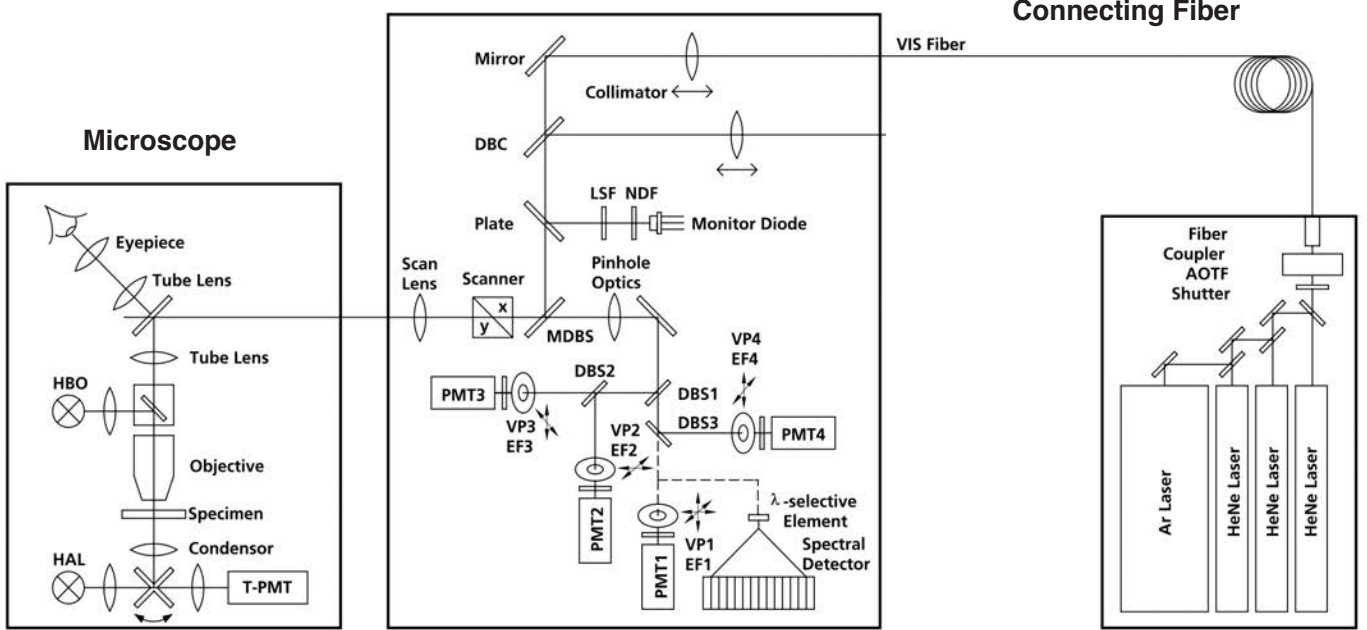 Connecting Fiber
Microscope
Mirror
Collimator
VIS Fiber
DBC
LSF NDF
Plate
Monitor Diode
Eyepiece
Tube Lens
Scan
Lens
Scanner
x
y
MDBS
Pinhole
Optics
Fiber
Coupler
AOTF
Shutter
Tube Lens
HBO
Objective
Specimen
Condensor
HAL
T-PMT
DBS2
PMT3
VP3
EF3
VP2
EF2
DBS1
DBS3
VP4
EF4
PMT4
PMT2
PMT1
VP1
EF1
λ-selective
Element
Spectral
Detector
Ar Laser
HeNe Laser
HeNe Laser
HeNe Laser